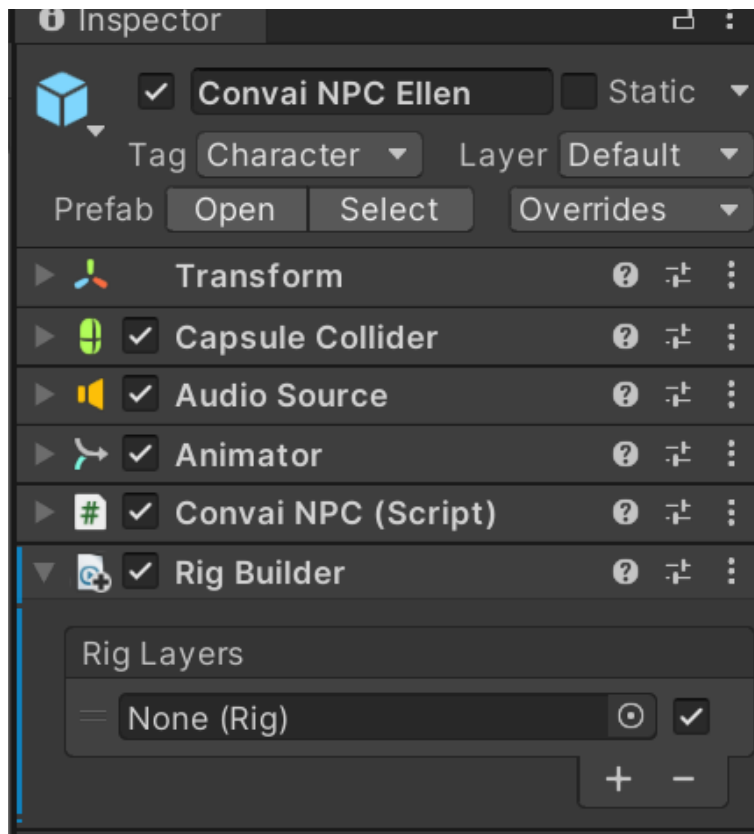 Inspector
Convai NPC Ellen Static
Tag Character Layer Default
Prefab Open Select Overrides
Transform
Capsule Collider
Audio Source
Animator
# Convai NPC (Script)
Rig Builder
Rig Layers
None (Rig)